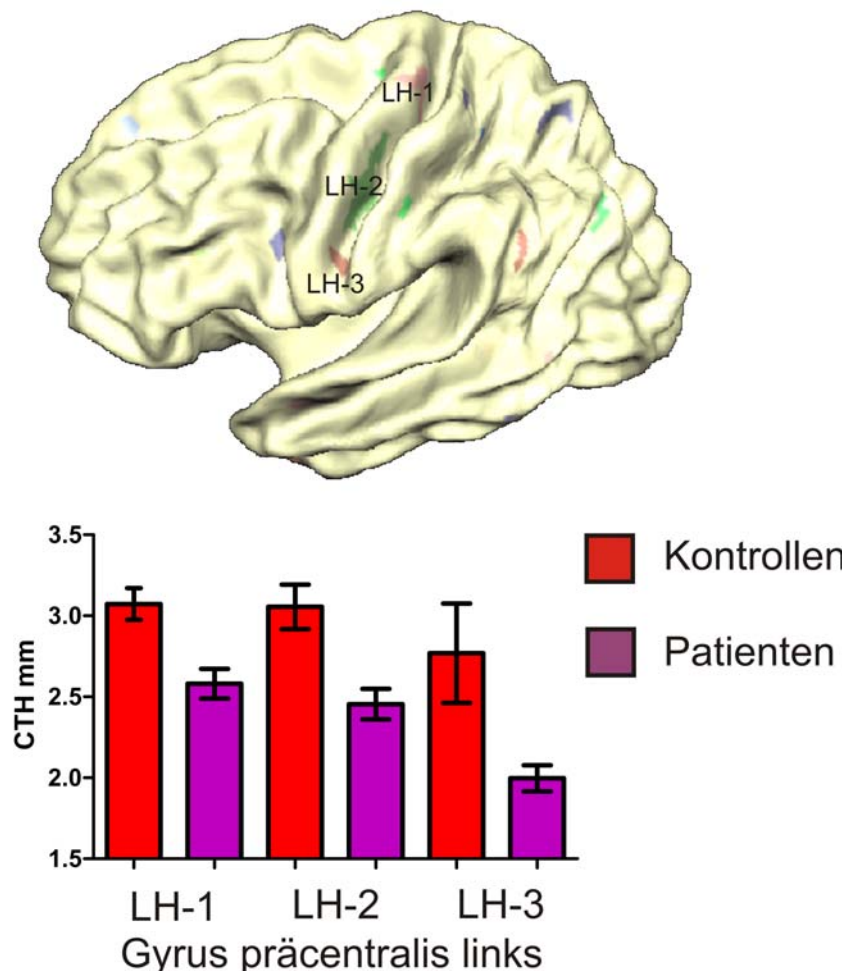 LH-1
LH-2
LH-3
3.5
3.0
2.5
2.0
1.5
CTH mm
Kontrollen
Patienten
LH-1 LH-2 LH-3
Gyrus präcentralis links